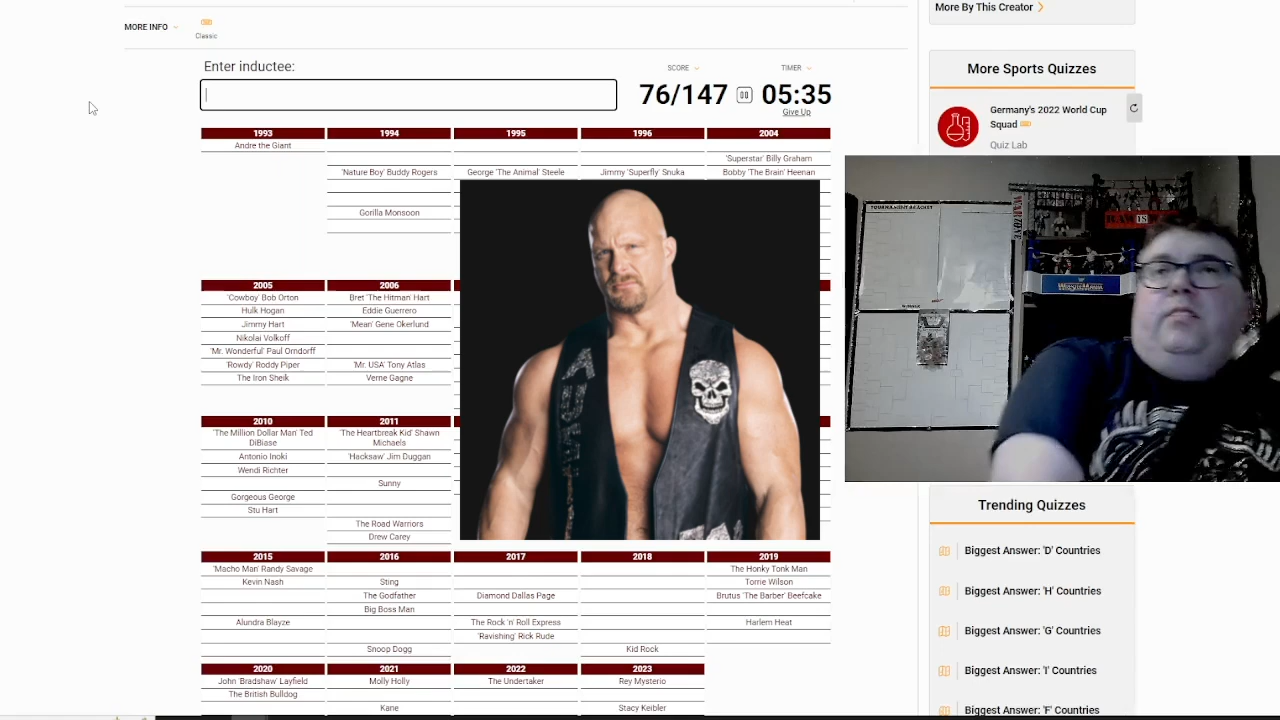 More By This Creator
MORE INFO
Classic
Enter inductee:
SCORE
TIMER
76/147
05:35
Give Up
More Sports Quizzes
Germany's 2022 World Cup
Squad
Quiz Lab
1993
Andre the Giant
1994
'Nature Boy' Buddy Rogers
Gorilla Monsoon
1995
George 'The Animal' Steele
1996
Jimmy 'Superfly' Snuka
2004
'Superstar' Billy Graham
Bobby 'The Brain' Heenan
2005
'Cowboy' Bob Orton
Hulk Hogan
Jimmy Hart
Nikolai Volkoff
'Mr. Wonderful' Paul Orndorff
'Rowdy' Roddy Piper
The Iron Sheik
2006
Bret 'The Hitman' Hart
Eddie Guerrero
'Mean' Gene Okerlund
'Mr. USA' Tony Atlas
Verne Gagne
2010
'The Million Dollar Man' Ted
DiBiase
Antonio Inoki
Wendi Richter
Gorgeous George
Stu Hart
2011
'The Heartbreak Kid' Shawn
Michaels
'Hacksaw' Jim Duggan
Sunny
The Road Warriors
Drew Carey
2015
'Macho Man' Randy Savage
Kevin Nash
Alundra Blayze
2016
Sting
The Godfather
Big Boss Man
Snoop Dogg
2017
Diamond Dallas Page
The Rock 'n' Roll Express
'Ravishing' Rick Rude
2018
Kid Rock
2019
The Honky Tonk Man
Torrie Wilson
Brutus 'The Barber' Beefcake
Harlem Heat
2020
John 'Bradshaw' Layfield
The British Bulldog
2021
Molly Holly
Kane
2022
The Undertaker
2023
Rey Mysterio
Stacy Keibler
TOURNAMENT BRACKET
RAW IS
Trending Quizzes
Biggest Answer: 'D' Countries
Biggest Answer: 'H' Countries
Biggest Answer: 'G' Countries
Biggest Answer: 'I' Countries
Biggest Answer: 'F' Countries